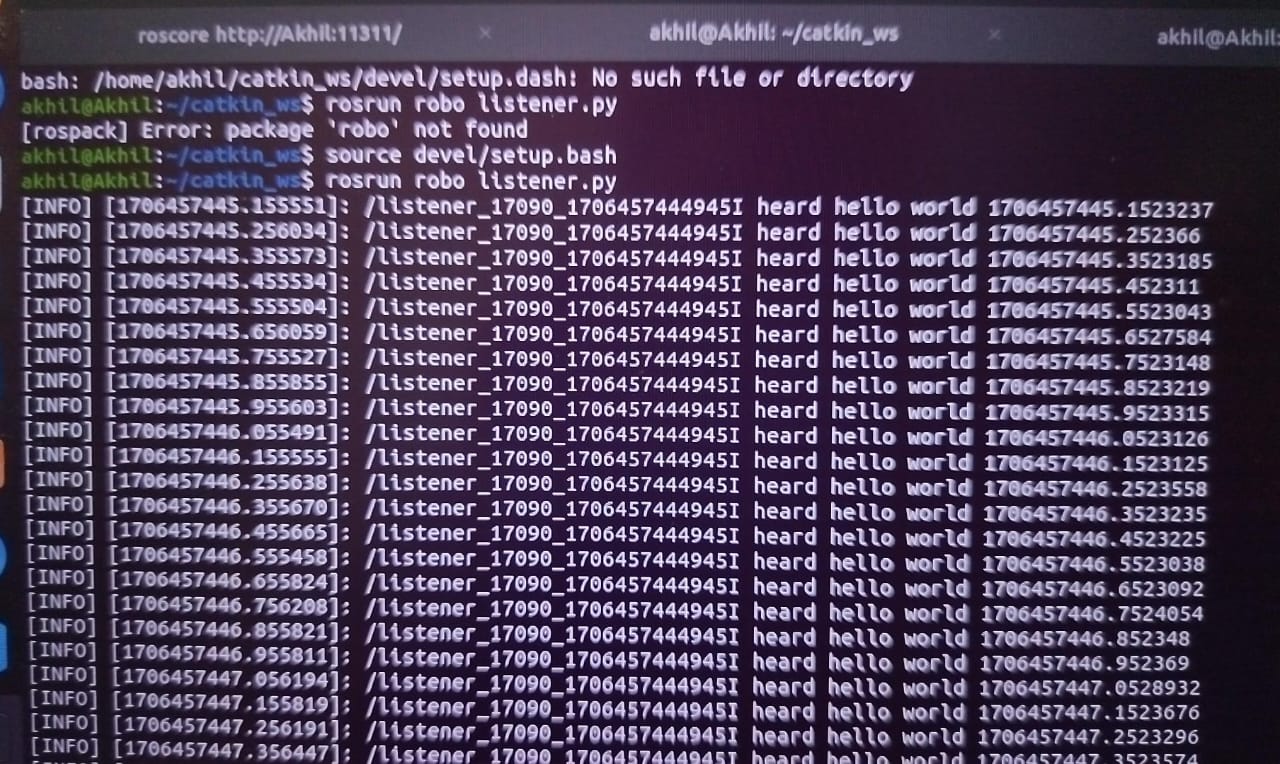 roscore http://Akhil:11311/ × akhil@Akhil: ~/catkin_ws × akhil@Akhil:
bash: /home/akhil/catkin_ws/devel/setup.dash: No such file or directory
akhil@Akhil:~/catkin_ws$ rosrun robo listener.py
[rospack] Error: package 'robo' not found
akhil@Akhil:~/catkin_ws$ source devel/setup.bash
akhil@Akhil:~/catkin_ws$ rosrun robo listener.py
[INFO] [1706457445.155551]: /listener_17090_1706457444945I heard hello world 1706457445.1523237
[INFO] [1706457445.256034]: /listener_17090_1706457444945I heard hello world 1706457445.252366
[INFO] [1706457445.355573]: /listener_17090_1706457444945I heard hello world 1706457445.3523185
[INFO] [1706457445.455534]: /listener_17090_1706457444945I heard hello world 1706457445.452311
[INFO] [1706457445.555504]: /listener_17090_1706457444945I heard hello world 1706457445.5523043
[INFO] [1706457445.656059]: /listener_17090_1706457444945I heard hello world 1706457445.6527584
[INFO] [1706457445.755527]: /listener_17090_1706457444945I heard hello world 1706457445.7523148
[INFO] [1706457445.855855]: /listener_17090_1706457444945I heard hello world 1706457445.8523219
[INFO] [1706457445.955603]: /listener_17090_1706457444945I heard hello world 1706457445.9523315
[INFO] [1706457446.055491]: /listener_17090_1706457444945I heard hello world 1706457446.0523126
[INFO] [1706457446.155555]: /listener_17090_1706457444945I heard hello world 1706457446.1523125
[INFO] [1706457446.255638]: /listener_17090_1706457444945I heard hello world 1706457446.2523558
[INFO] [1706457446.355670]: /listener_17090_1706457444945I heard hello world 1706457446.3523235
[INFO] [1706457446.455665]: /listener_17090_1706457444945I heard hello world 1706457446.4523225
[INFO] [1706457446.555458]: /listener_17090_1706457444945I heard hello world 1706457446.5523038
[INFO] [1706457446.655824]: /listener_17090_1706457444945I heard hello world 1706457446.6523092
[INFO] [1706457446.756208]: /listener_17090_1706457444945I heard hello world 1706457446.7524054
[INFO] [1706457446.855821]: /listener_17090_1706457444945I heard hello world 1706457446.852348
[INFO] [1706457446.955811]: /listener_17090_1706457444945I heard hello world 1706457446.952369
[INFO] [1706457447.056194]: /listener_17090_1706457444945I heard hello world 1706457447.0528932
[INFO] [1706457447.155819]: /listener_17090_1706457444945I heard hello world 1706457447.1523676
[INFO] [1706457447.256191]: /listener_17090_1706457444945I heard hello world 1706457447.2523296
[INFO] [1706457447.356447]: /listener_17090_1706457444945I heard hello world 1706457447.3523574